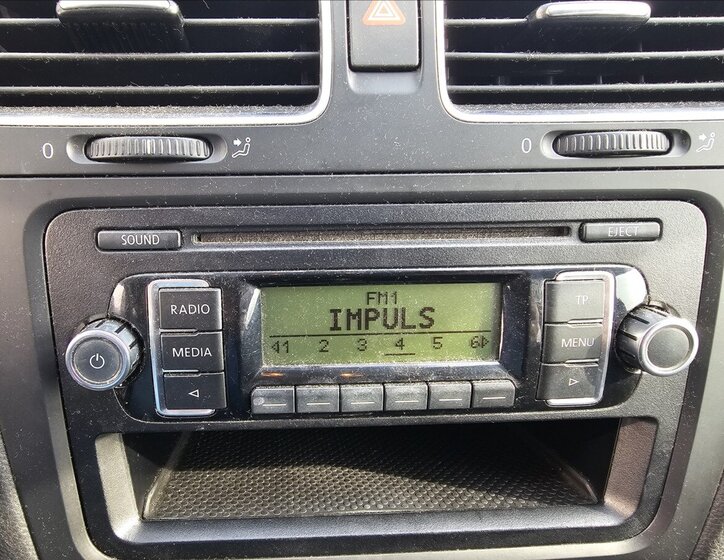 0
0
SOUND
EJECT
RADIO
FM1
TP
IMPULS
MEDIA
MENU
1 2 3 4 5 6